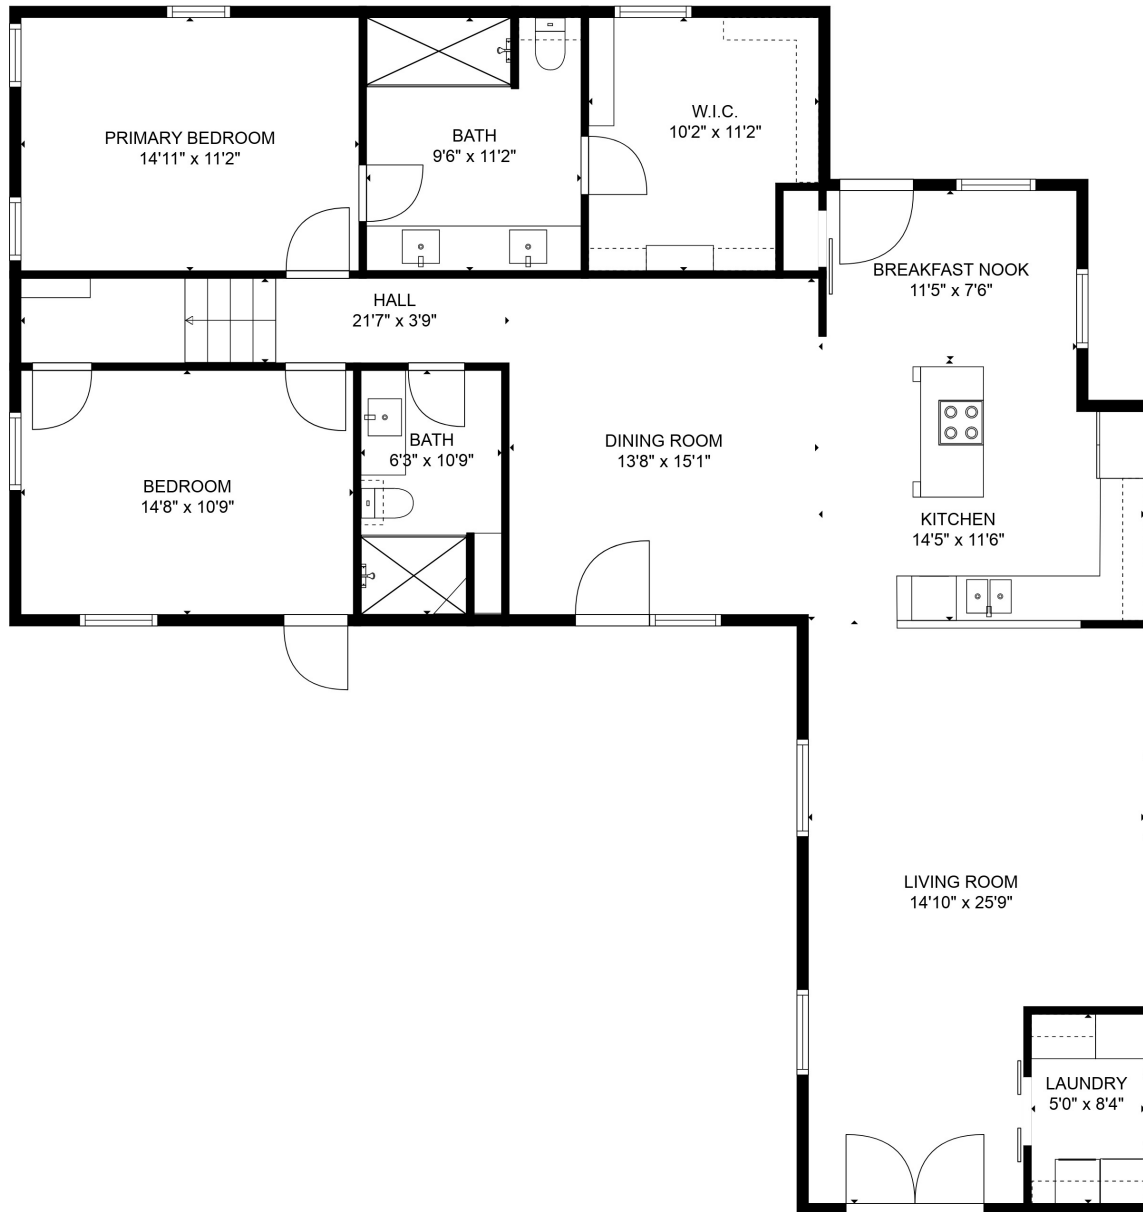 PRIMARY BEDROOM
14'11" x 11'2"
BATH
9'6" x 11'2"
W.I.C.
10'2" x 11'2"
BREAKFAST NOOK
11'5" x 7'6"
HALL
21'7" x 3'9"
BEDROOM
14'8" x 10'9"
BATH
6'3" x 10'9"
DINING ROOM
13'8" x 15'1"
KITCHEN
14'5" x 11'6"
LIVING ROOM
14'10" x 25'9"
LAUNDRY
5'0" x 8'4"